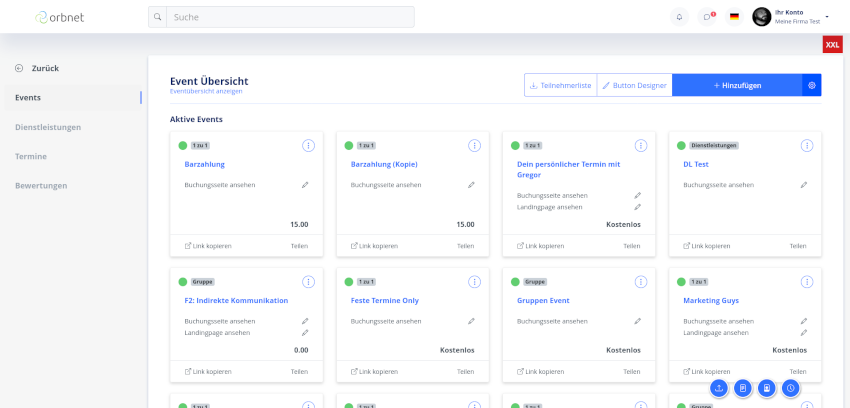 orbnet
Suche
Ihr Konto
Meine Firma Test
XXL
Zurück
Events
Dienstleistungen
Termine
Bewertungen
Event Übersicht
Eventübersicht anzeigen
Teilnehmerliste
Button Designer
+ Hinzufügen
Aktive Events
1 zu 1
Barzahlung
Buchungsseite ansehen
15.00
Link kopieren Teilen
1 zu 1
Barzahlung (Kopie)
Buchungsseite ansehen
15.00
Link kopieren Teilen
1 zu 1
Dein persönlicher Termin mit
Gregor
Buchungsseite ansehen
Landingpage ansehen
Kostenlos
Link kopieren Teilen
Dienstleistungen
DL Test
Buchungsseite ansehen
Link kopieren Teilen
Gruppe
F2: Indirekte Kommunikation
Buchungsseite ansehen
Landingpage ansehen
0.00
Link kopieren Teilen
1 zu 1
Feste Termine Only
Buchungsseite ansehen
Kostenlos
Link kopieren Teilen
Gruppe
Gruppen Event
Buchungsseite ansehen
Kostenlos
Link kopieren Teilen
1 zu 1
Marketing Guys
Buchungsseite ansehen
Landingpage ansehen
Kostenlos
Link kopieren Teilen
1 zu 1
1 zu 1
1 zu 1
Gruppe